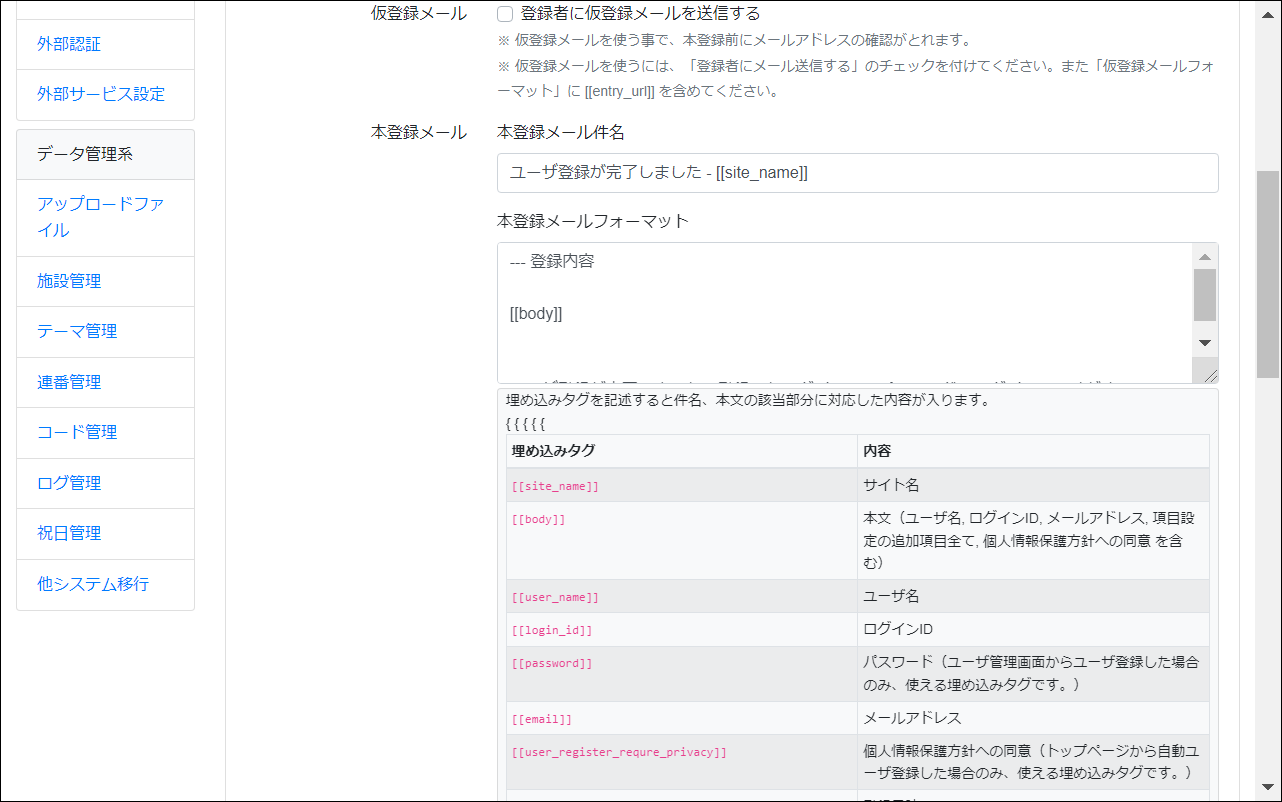 外部認証
外部サービス設定
データ管理系
アップロードファ
イル
施設管理
テーマ管理
連番管理
コード管理
ログ管理
祝日管理
他システム移行
仮登録メール
登録者に仮登録メールを送信する
※ 仮登録メールを使う事で、本登録前にメールアドレスの確認がとれます。
※ 仮登録メールを使うには、「登録者にメール送信する」のチェックを付けてください。また「仮登録メールフォ
ーマット」に [[entry_url]] を含めてください。
本登録メール
本登録メール件名
ユーザ登録が完了しました - [[site_name]]
本登録メールフォーマット
--- 登録内容
[[body]]
埋め込みタグを記述すると件名、本文の該当部分に対応した内容が入ります。
{ { { { {
埋め込みタグ 内容
[[site_name]] サイト名
[[body]] 本文（ユーザ名, ログインID, メールアドレス, 項目設
定の追加項目全て, 個人情報保護方針への同意 を含
む）
[[user_name]] ユーザ名
[[login_id]] ログインID
[[password]] パスワード（ユーザ管理画面からユーザ登録した場合
のみ、使える埋め込みタグです。）
[[email]] メールアドレス
[[user_register_requre_privacy]] 個人情報保護方針への同意（トップページから自動ユ
ーザ登録した場合のみ、使える埋め込みタグです。）